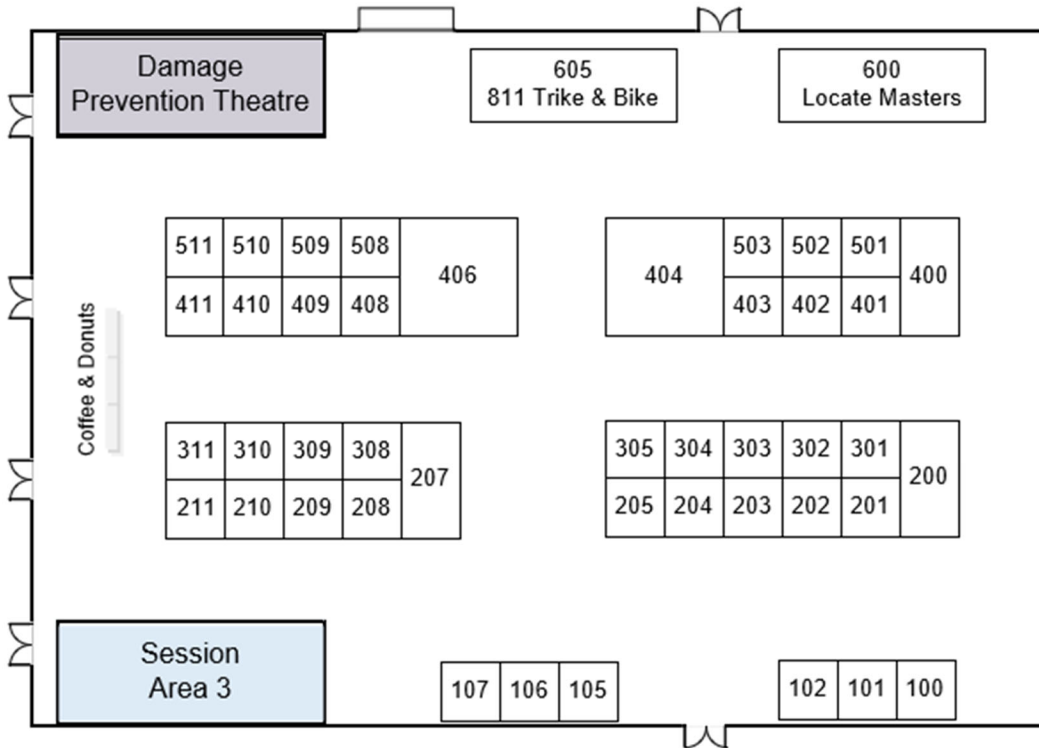 Damage
Prevention Theatre
605
811 Trike & Bike
600
Locate Masters
511 510 509 508
406
411 410 409 408
404
503 502 501
400
403 402 401
Coffee & Donuts
311 310 309 308
207
211 210 209 208
305 304 303 302 301
200
205 204 203 202 201
Session
Area 3
107 106 105
102 101 100